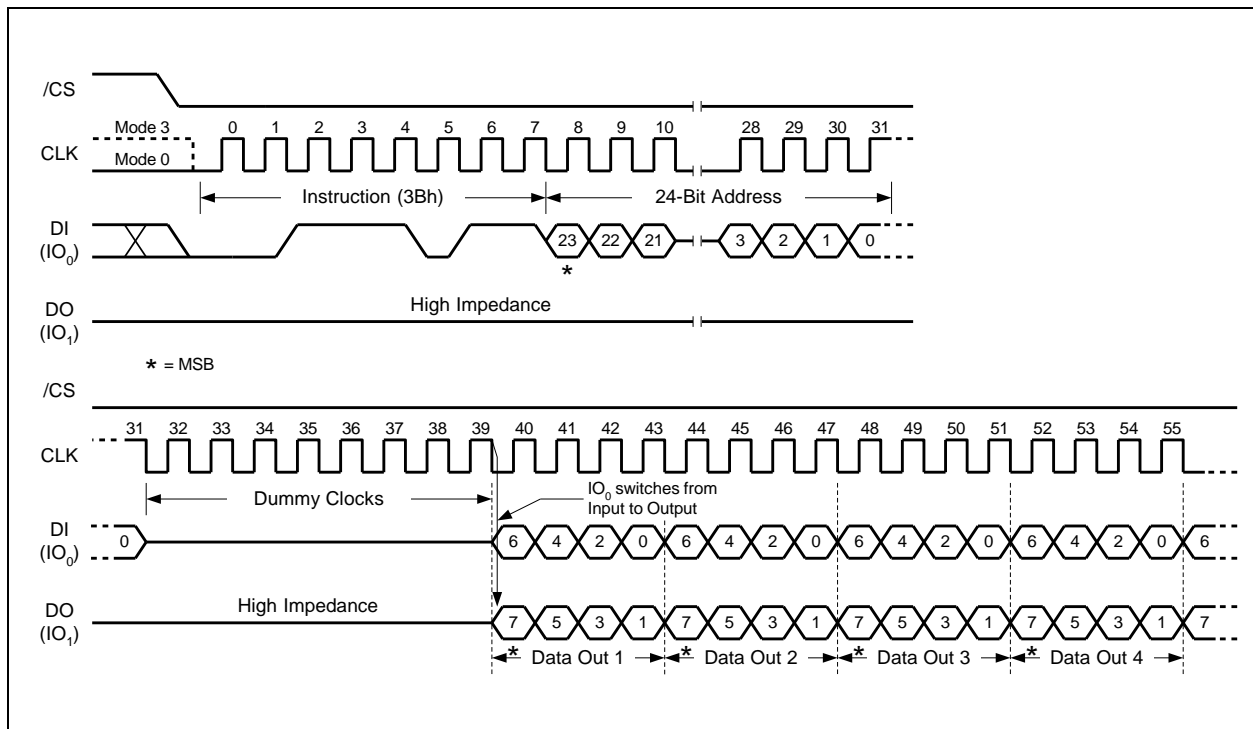 /CS
Mode 3 0 1 2 3 4 5 6 7 8 9 10 28 29 30 31
CLK Mode 0
Instruction (3Bh) 24-Bit Address
DI
(IO0) 23 22 21 3 2 1 0
*
High Impedance
DO
(IO1)
* = MSB
/CS
31 32 33 34 35 36 37 38 39 40 41 42 43 44 45 46 47 48 49 50 51 52 53 54 55
CLK
Dummy Clocks
IO0 switches from
Input to Output
DI
(IO0) 0 6 4 2 0 6 4 2 0 6 4 2 0 6 4 2 0 6
High Impedance
DO
(IO1) 7 5 3 1 7 5 3 1 7 5 3 1 7 5 3 1 7
* Data Out 1 * Data Out 2 * Data Out 3 * Data Out 4